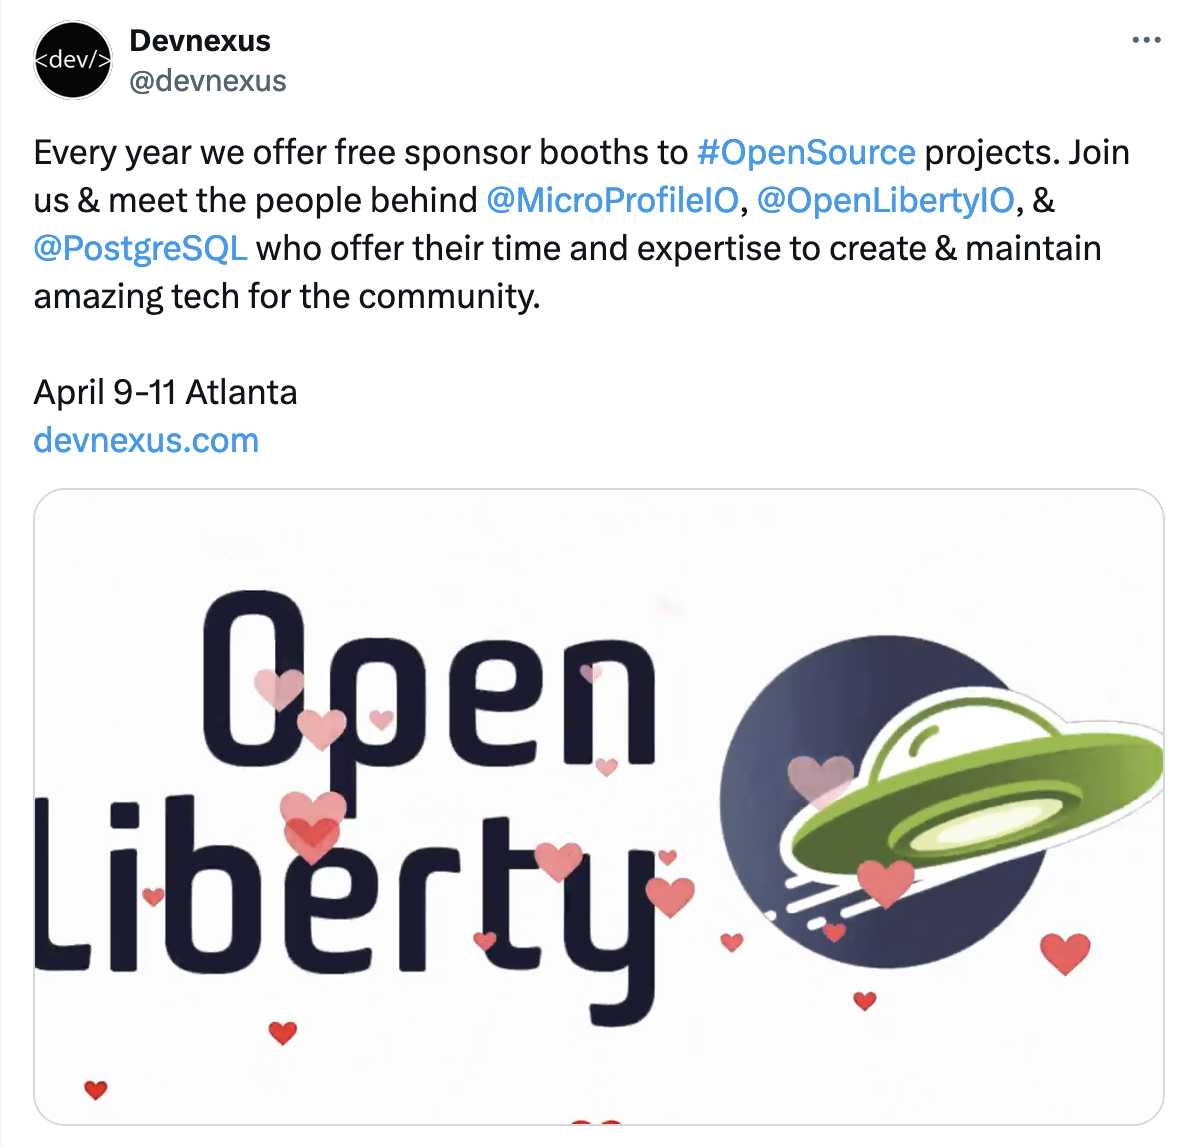 <dev/>
Devnexus
@devnexus
Every year we offer free sponsor booths to #OpenSource projects. Join
us & meet the people behind @MicroProfileIO, @OpenLibertyIO, &
@PostgreSQL who offer their time and expertise to create & maintain
amazing tech for the community.
April 9-11 Atlanta
devnexus.com
Open
Liberty